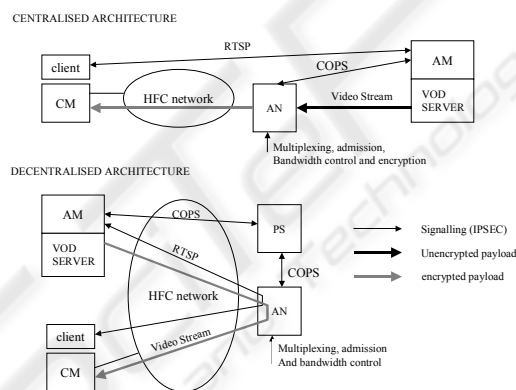 CENTRALISED ARCHITECTURE
RTSP
client
COPS
AM
CM
HFC network
AN
Video Stream
VOD
SERVER
Multiplexing, admission,
Bandwidth control and encryption
DECENTRALISED ARCHITECTURE
AM
COPS
PS
Signalling (IPSEC)
VOD
SERVER
RTSP
Unencrypted payload
COPS
encrypted payload
HFC network
AN
client
Video Stream
Multiplexing, admission
And bandwidth control
CM